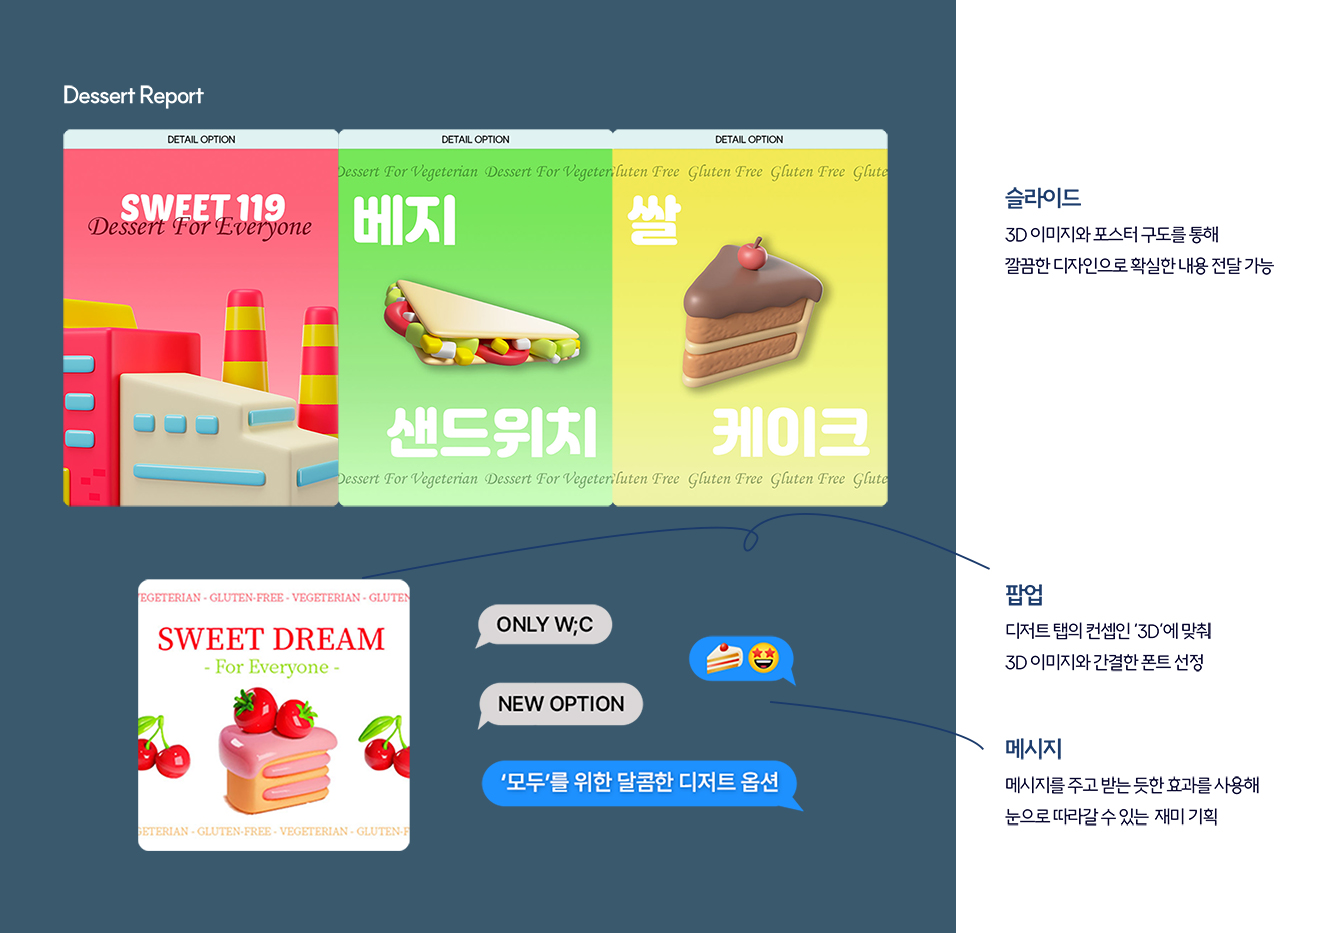 Dessert Report
DETAIL OPTION
SWEET 119
Dessert For Everyone
DETAIL OPTION
Dessert For Vegeterian Dessert For Vegeter
베지
샌드위치
Dessert For Vegeterian Dessert For Vegeter
DETAIL OPTION
Gluten Free Gluten Free Gluten Free Glute
쌀
케이크
Gluten Free Gluten Free Gluten Free Glute
VEGETERIAN - GLUTEN-FREE - VEGETERIAN - GLUTEN
SWEET DREAM
- For Everyone -
GETERIAN - GLUTEN-FREE - VEGETERIAN - GLUTEN-F
ONLY W;C
NEW OPTION
‘모두’를 위한 달콤한 디저트 옵션
슬라이드
3D 이미지와 포스터 구도를 통해
깔끔한 디자인으로 확실한 내용 전달 가능
팝업
디저트 탭의 컨셉인 ‘3D’에 맞춰
3D 이미지와 간결한 폰트 선정
메시지
메시지를 주고 받는 듯한 효과를 사용해
눈으로 따라갈 수 있는 재미 기획